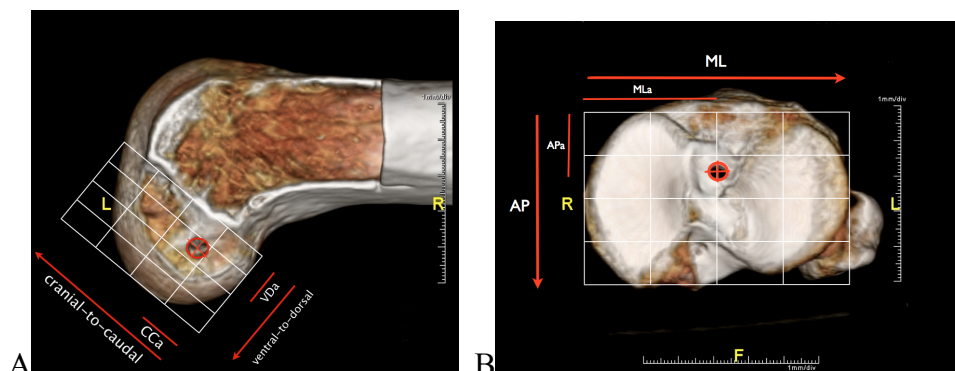 1mm/div
L
R
cranial-to-caudal
CCa
VDa
ventral-to-dorsal
A
ML
MLa
1mm/div
APa
AP
R
L
F
1mm/div
B